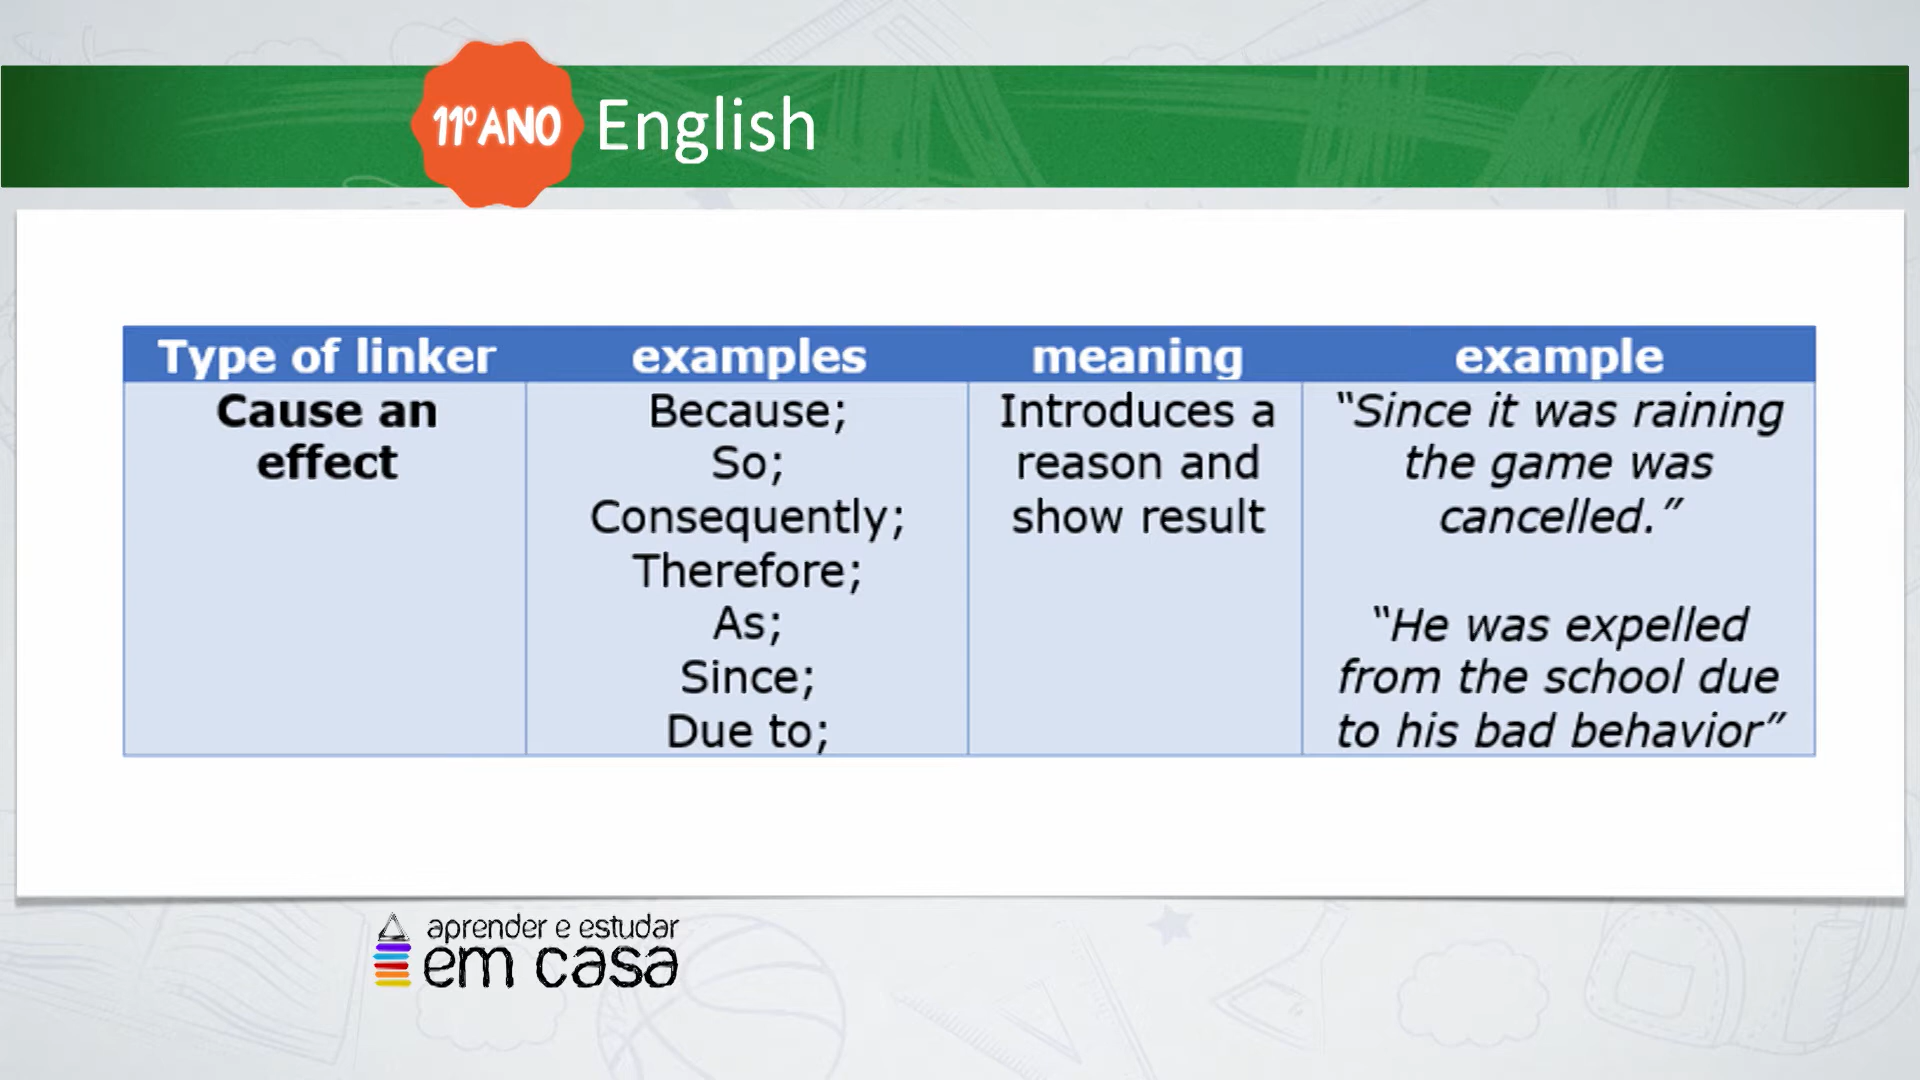 11º ANO English
Type of linker examples meaning example
Cause an
effect
Because;
So;
Consequently;
Therefore;
As;
Since;
Due to;
Introduces a
reason and
show result
“Since it was raining
the game was
cancelled.”
“He was expelled
from the school due
to his bad behavior”
aprender e estudar
em casa